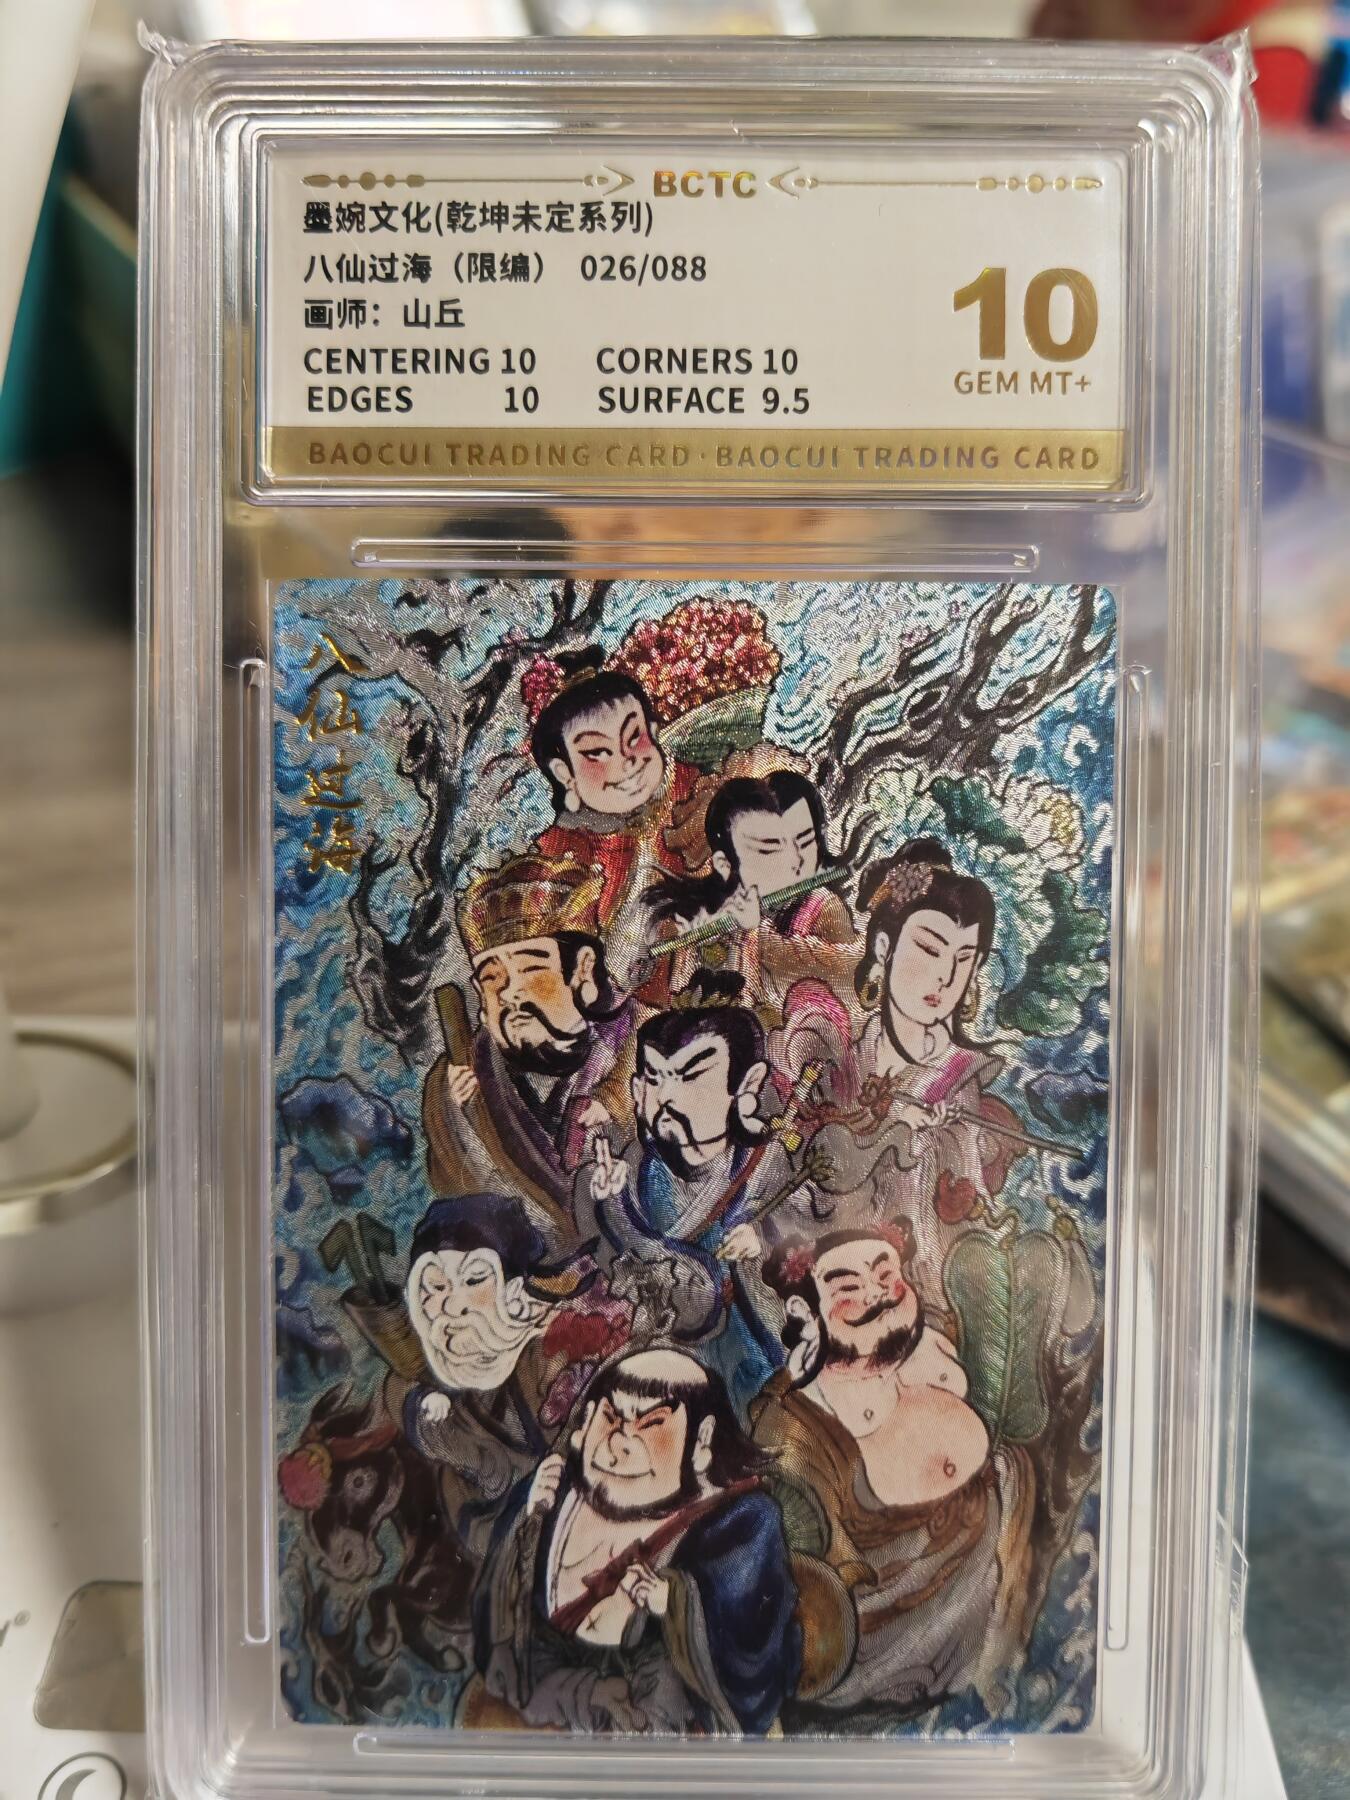 BCTC
墨婉文化(乾坤未定系列)
八仙过海（限编） 026/088
画师：山丘
CENTERING 10 CORNERS 10
EDGES 10 SURFACE 9.5
10
GEM MT+
BAOCUI TRADING CARD·BAOCUI TRADING CARD
八仙过海